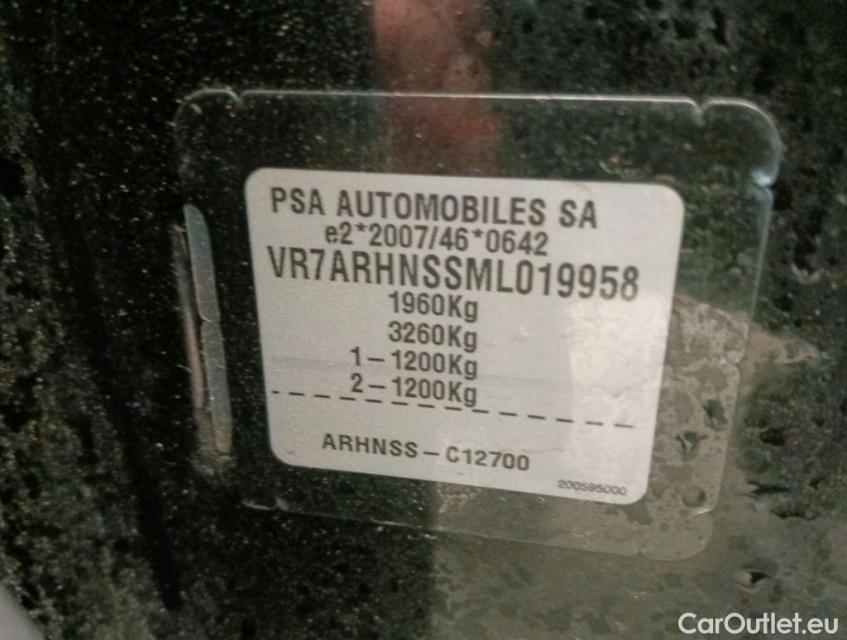 PSA AUTOMOBILES SA
e2*2007/46*0642
VR7ARHNSSML019958
1960Kg
3260Kg
1-1200Kg
2-1200Kg
ARHNSS-C12700
200595000
CarOutlet.eu